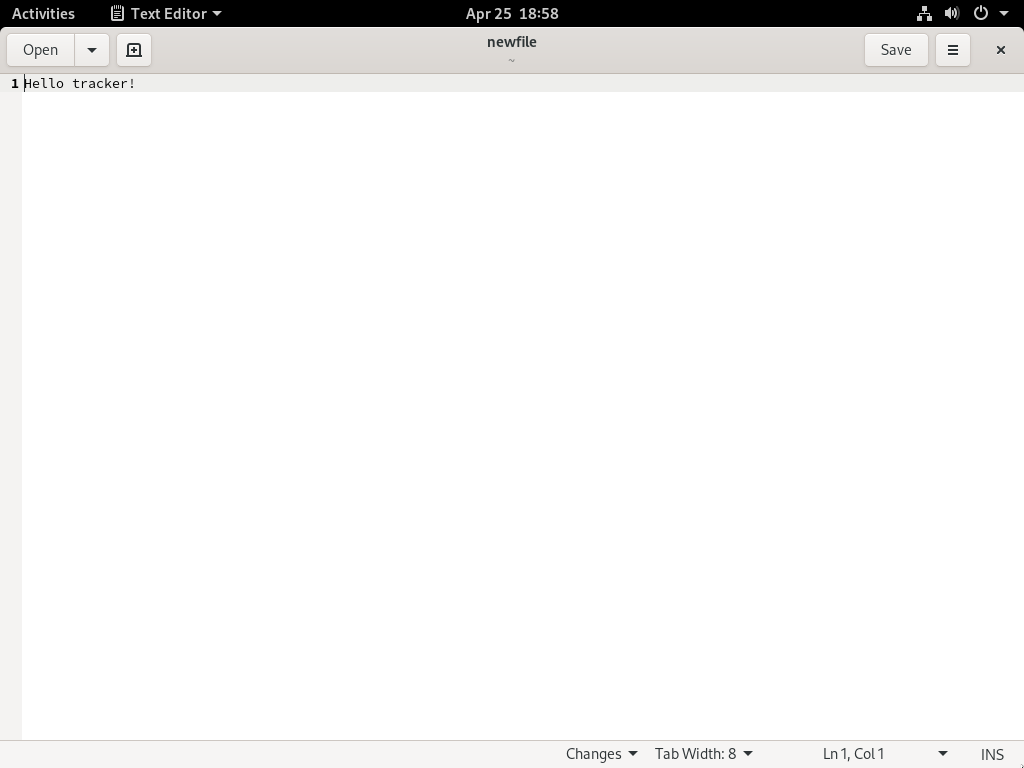 Activities Text Editor Apr 25 18:58
Open newfile Save
~
1 Hello tracker!
Changes Tab Width: 8 Ln 1, Col 1 INS